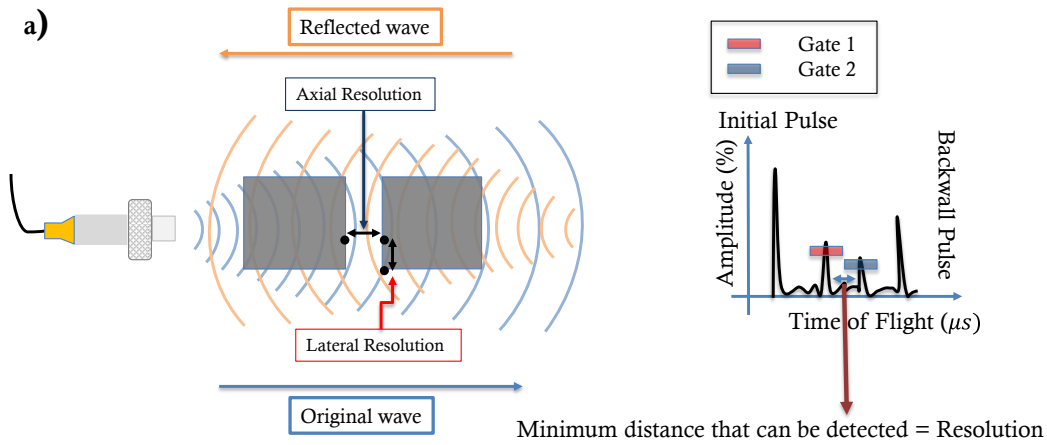 a)
Reflected wave
Axial Resolution
Lateral Resolution
Original wave
Gate 1
Gate 2
Initial Pulse
Amplitude (%)
Backwall Pulse
Time of Flight (μs)
Minimum distance that can be detected = Resolution